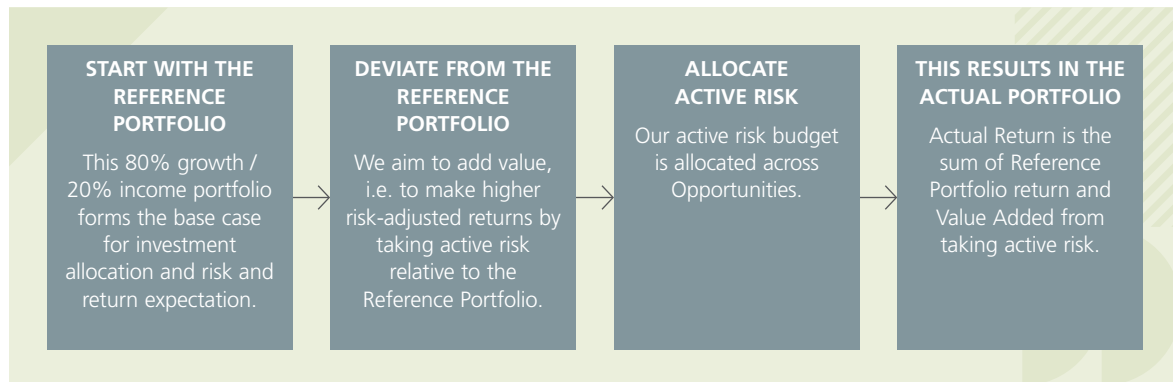 START WITH THE
REFERENCE
PORTFOLIO
This 80% growth /
20% income portfolio
forms the base case
for investment
allocation and risk and
return expectation.
DEVIATE FROM THE
REFERENCE
PORTFOLIO
We aim to add value,
i.e. to make higher
risk-adjusted returns by
taking active risk
relative to the
Reference Portfolio.
ALLOCATE
ACTIVE RISK
Our active risk budget
is allocated across
Opportunities.
THIS RESULTS IN THE
ACTUAL PORTFOLIO
Actual Return is the
sum of Reference
Portfolio return and
Value Added from
taking active risk.